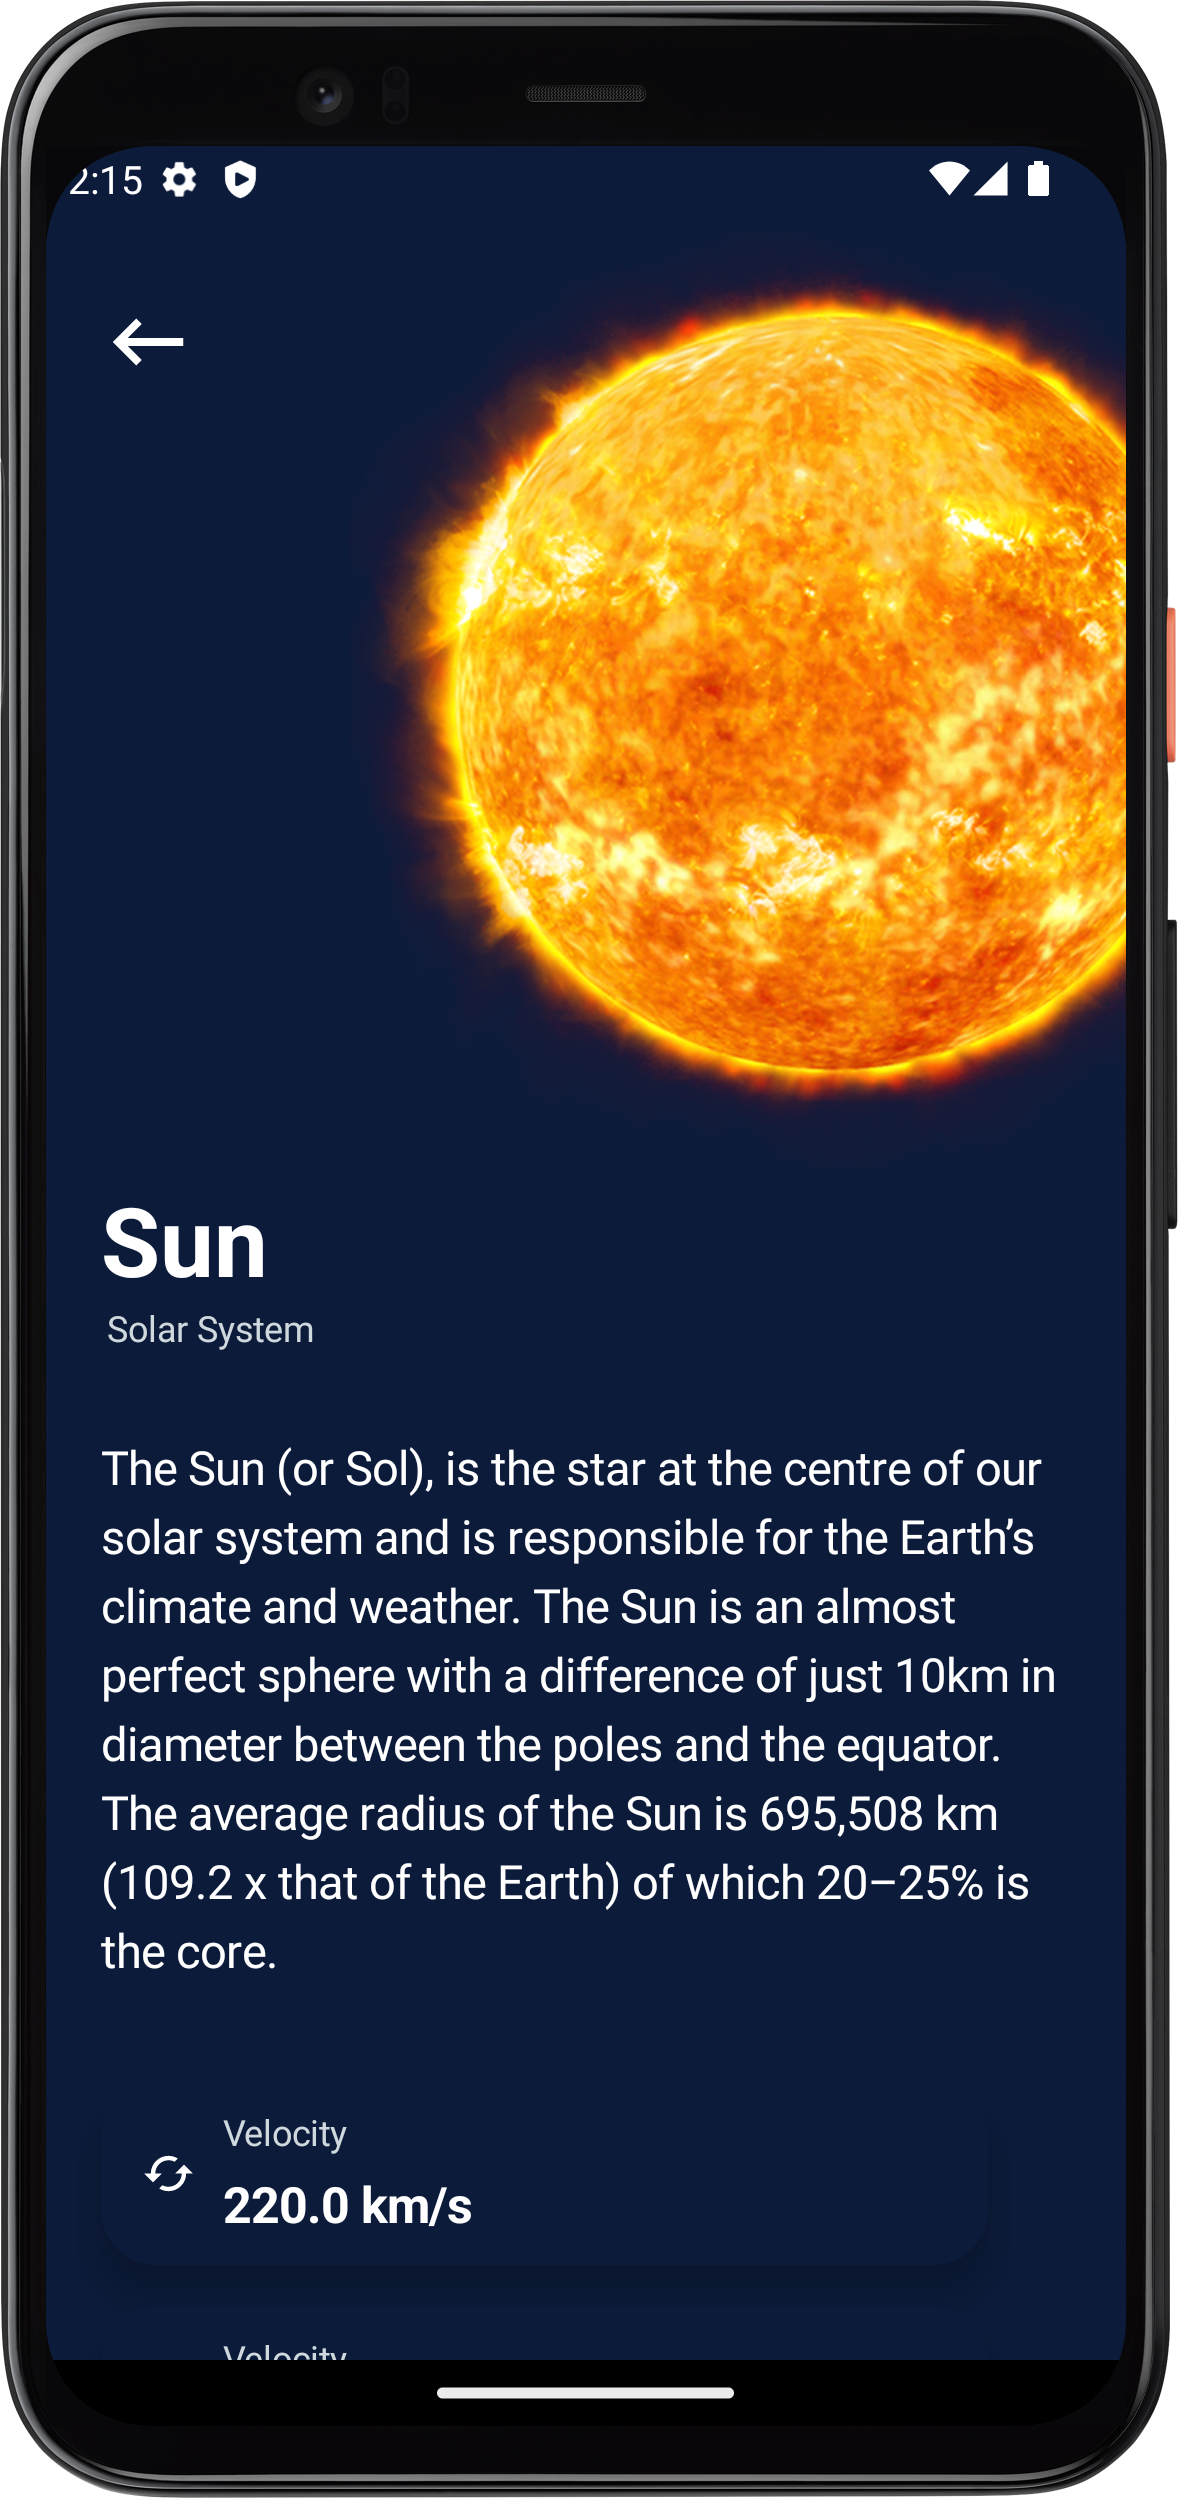 2:15
Sun
Solar System
The Sun (or Sol), is the star at the centre of our
solar system and is responsible for the Earth’s
climate and weather. The Sun is an almost
perfect sphere with a difference of just 10km in
diameter between the poles and the equator.
The average radius of the Sun is 695,508 km
(109.2 x that of the Earth) of which 20–25% is
the core.
Velocity
220.0 km/s
Velocity